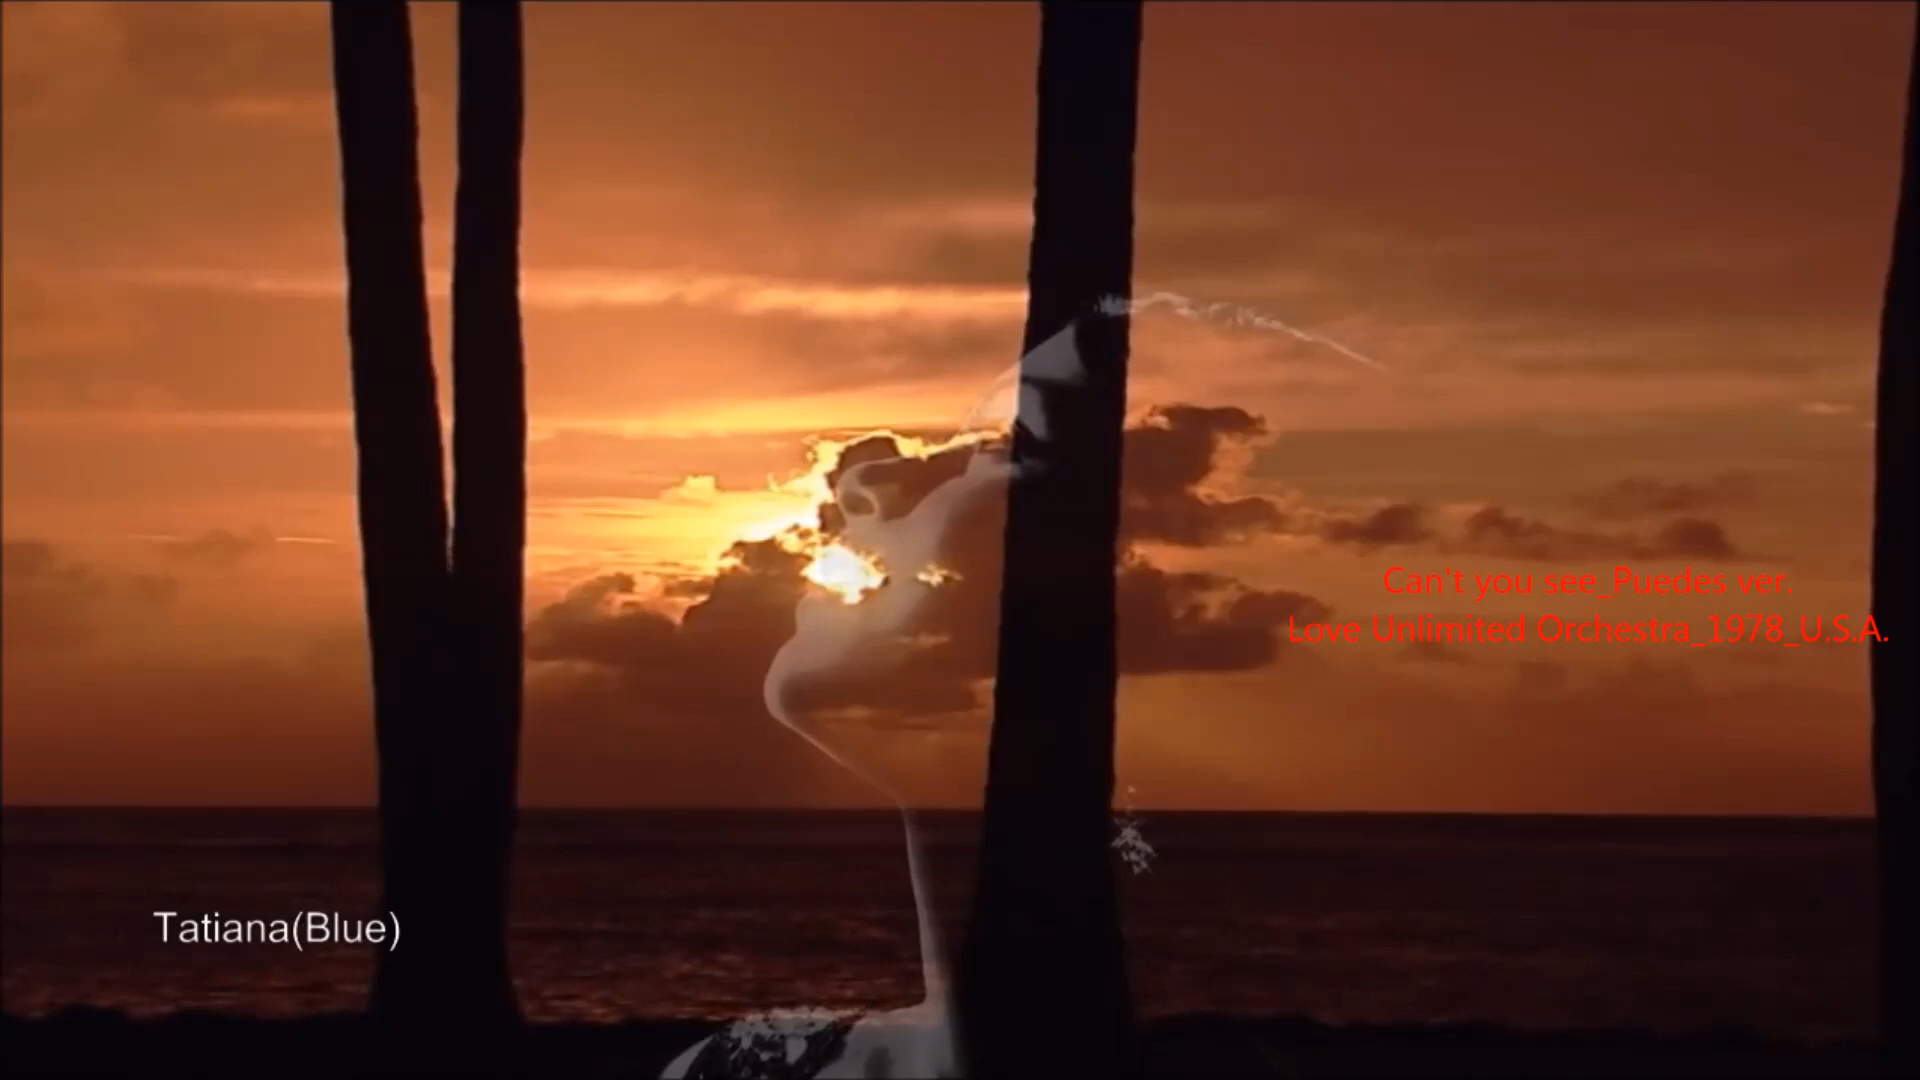 Can't you see_Puedes ver.
Love Unlimited Orchestra_1978_U.S.A.
Tatiana(Blue)